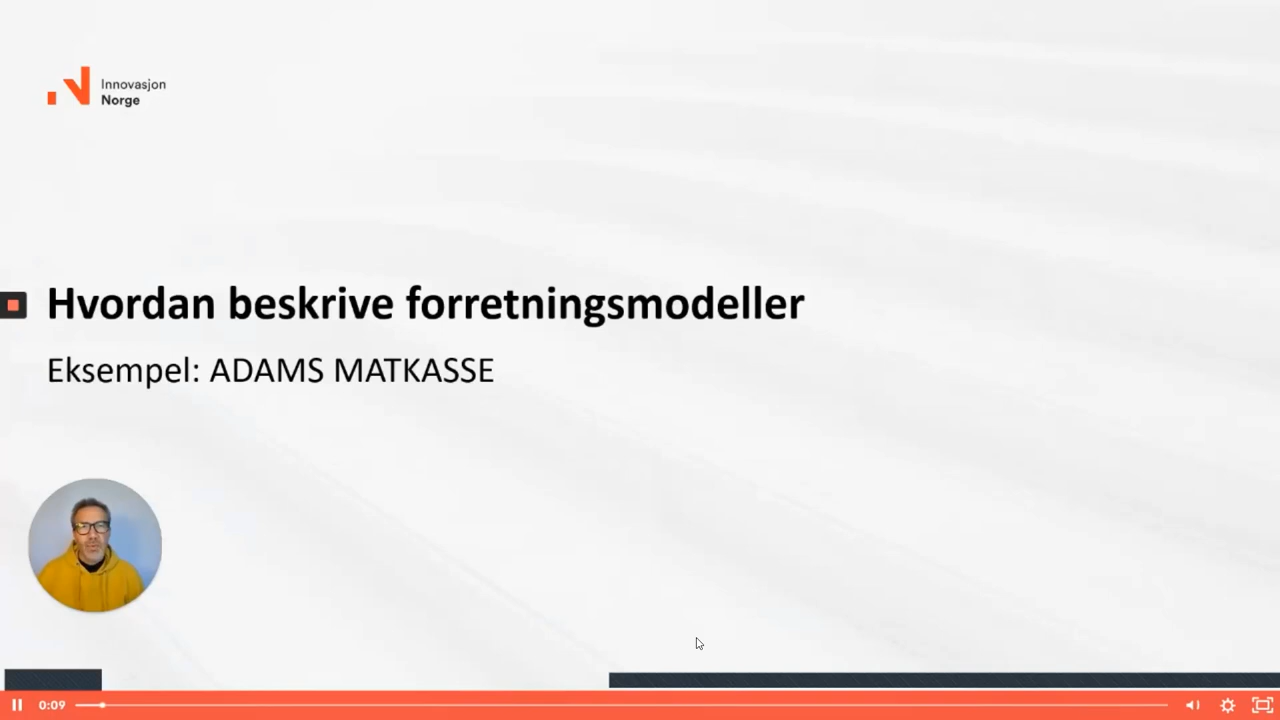 Innovasjon
Norge
Hvordan beskrive forretningsmodeller
Eksempel: ADAMS MATKASSE
0:09